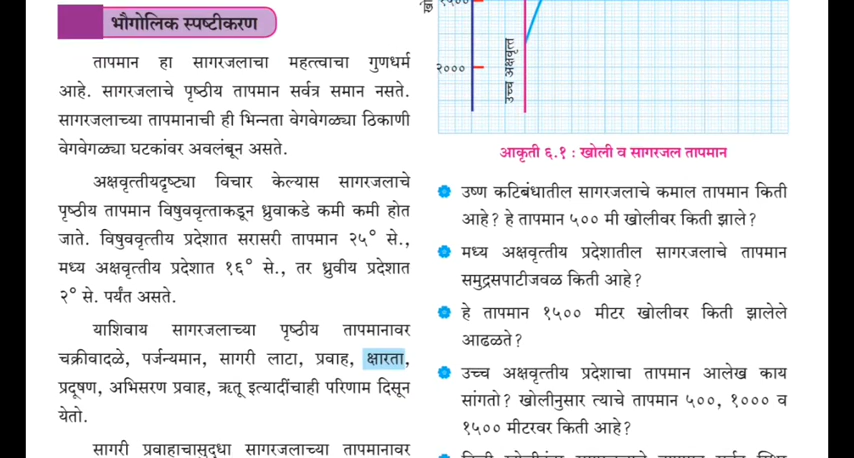 भौगोलिक स्पष्टीकरण
तापमान हा सागरजलाचा महत्त्वाचा गुणधर्म
आहे. सागरजलाचे पृष्ठीय तापमान सर्वत्र समान नसते.
सागरजलाच्या तापमानाची ही भिन्नता वेगवेगळ्या ठिकाणी
वेगवेगळ्या घटकांवर अवलंबून असते.
अक्षवृत्तीयदृष्ट्या विचार केल्यास सागरजलाचे
पृष्ठीय तापमान विषुववृत्ताकडून ध्रुवाकडे कमी कमी होत
जाते. विषुववृत्तीय प्रदेशात सरासरी तापमान २५° से.,
मध्य अक्षवृत्तीय प्रदेशात १६° से., तर ध्रुवीय प्रदेशात
२° से. पर्यंत असते.
याशिवाय सागरजलाच्या पृष्ठीय तापमानावर
चक्रीवादळे, पर्जन्यमान, सागरी लाटा, प्रवाह, क्षारता,
प्रदूषण, अभिसरण प्रवाह, ऋतू इत्यादींचाही परिणाम दिसून
येतो.
सागरी प्रवाहाचासुद्धा सागरजलाच्या तापमानावर
२०००
उच्च अक्षवृत्त
आकृती ६.१ : खोली व सागरजल तापमान
उष्ण कटिबंधातील सागरजलाचे कमाल तापमान किती
आहे? हे तापमान ५०० मी खोलीवर किती झाले?
मध्य अक्षवृत्तीय प्रदेशातील सागरजलाचे तापमान
समुद्रसपाटीजवळ किती आहे?
हे तापमान १५०० मीटर खोलीवर किती झालेले
आढळते?
उच्च अक्षवृत्तीय प्रदेशाचा तापमान आलेख काय
सांगतो? खोलीनुसार त्याचे तापमान ५००, १००० व
१५०० मीटरवर किती आहे?